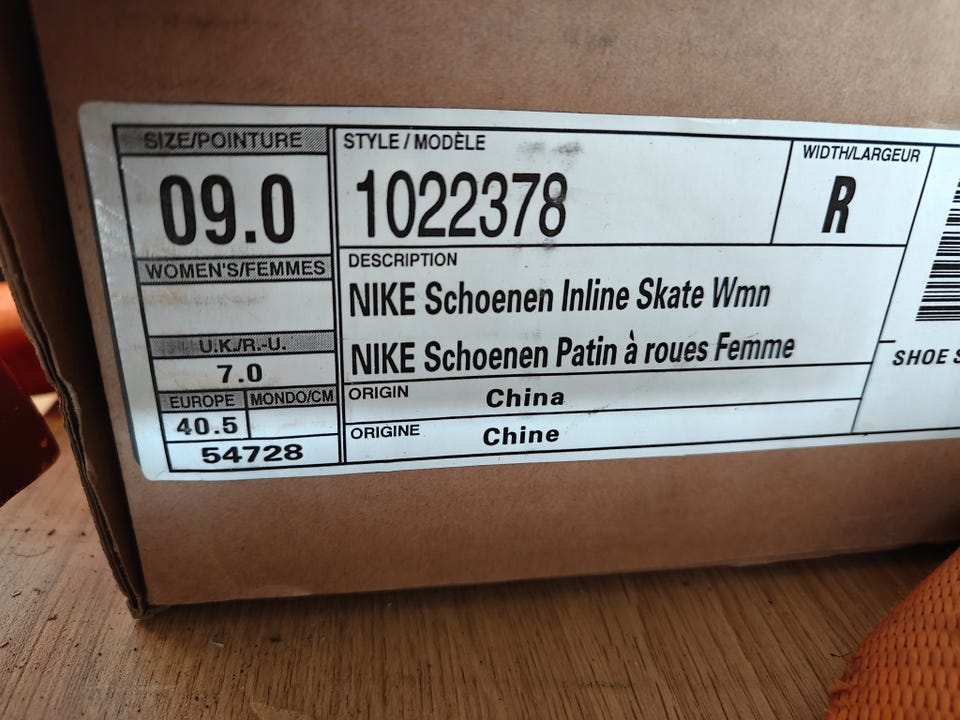 SIZE/POINTURE
09.0
WOMEN'S/FEMMES
U.K./R.-U.
7.0
EUROPE MONDO/CM
40.5
54728
STYLE / MODÈLE
1022378
WIDTH/LARGEUR
R
DESCRIPTION
NIKE Schoenen Inline Skate Wmn
NIKE Schoenen Patin à roues Femme
ORIGIN China
ORIGINE Chine
SHOE